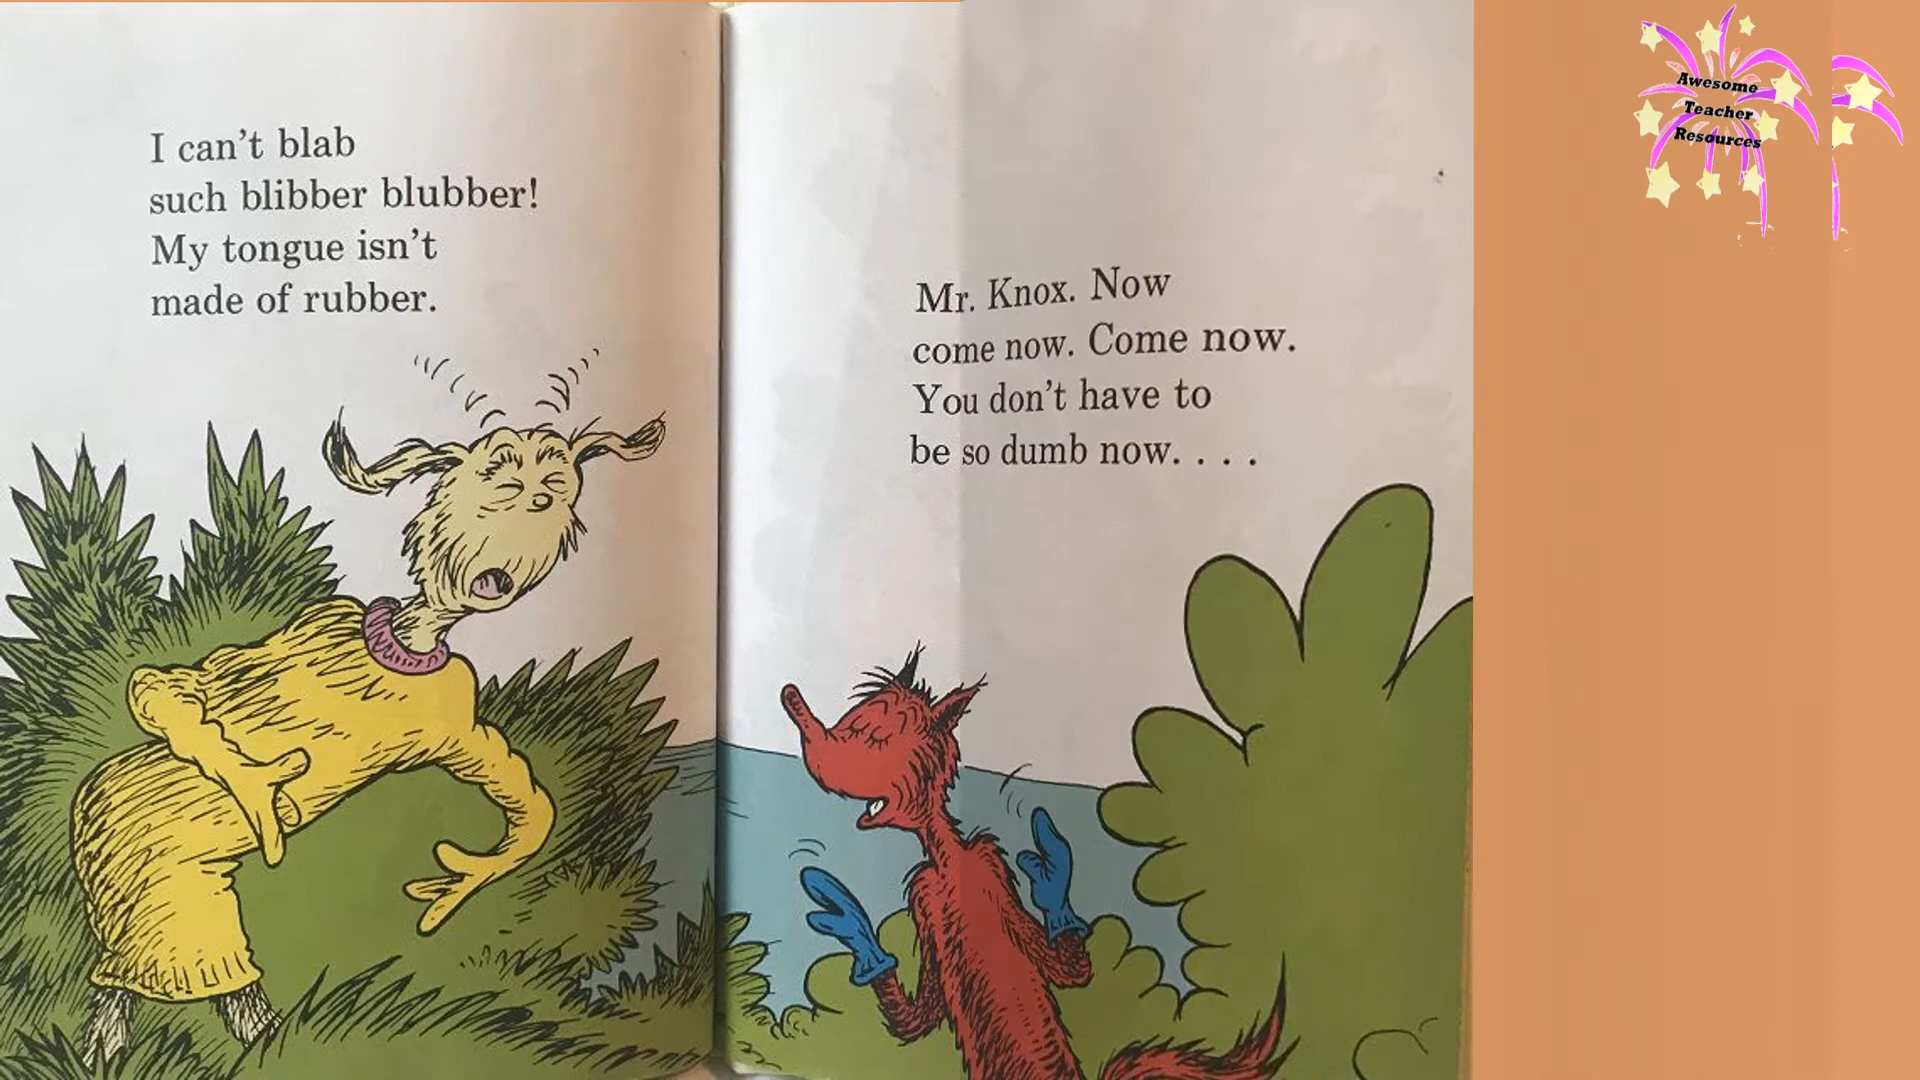 I can't blab
such blibber blubber!
My tongue isn't
made of rubber.
Mr. Knox. Now
come now. Come now.
You don't have to
be so dumb now. . . .
Awesome
Teacher
Resources